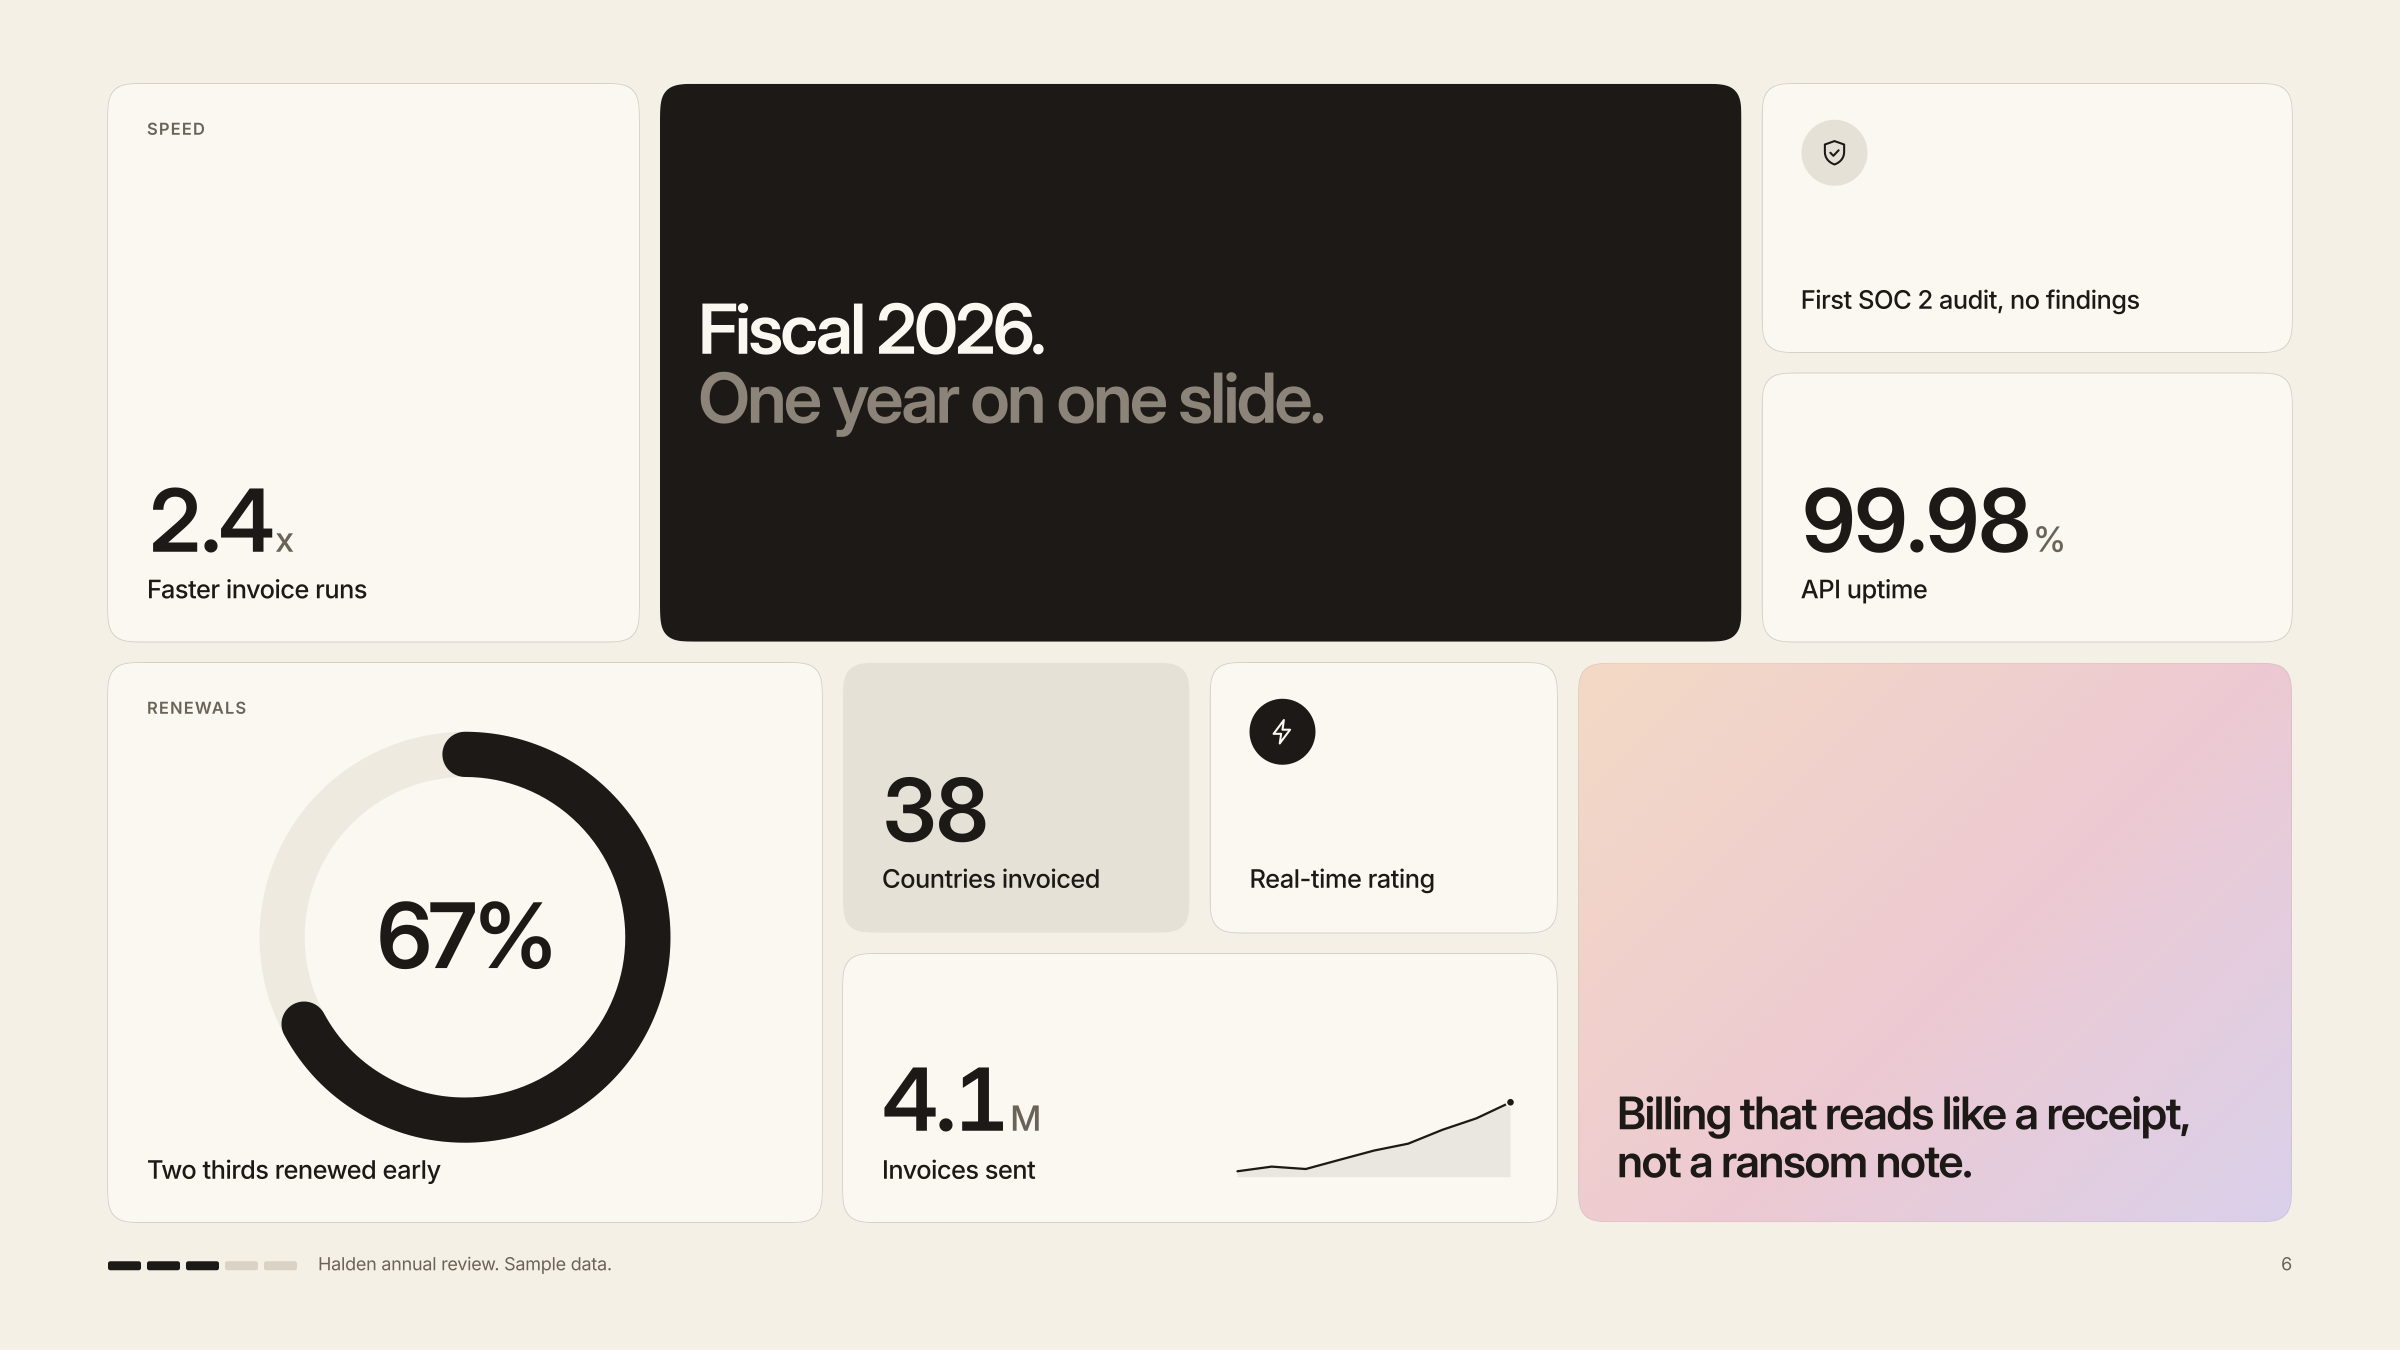 SPEED
2.4x
Faster invoice runs
Fiscal 2026.
One year on one slide.
First SOC 2 audit, no findings
99.98%
API uptime
RENEWALS
67%
Two thirds renewed early
38
Countries invoiced
Real-time rating
4.1M
Invoices sent
Billing that reads like a receipt,
not a ransom note.
Halden annual review. Sample data.
6